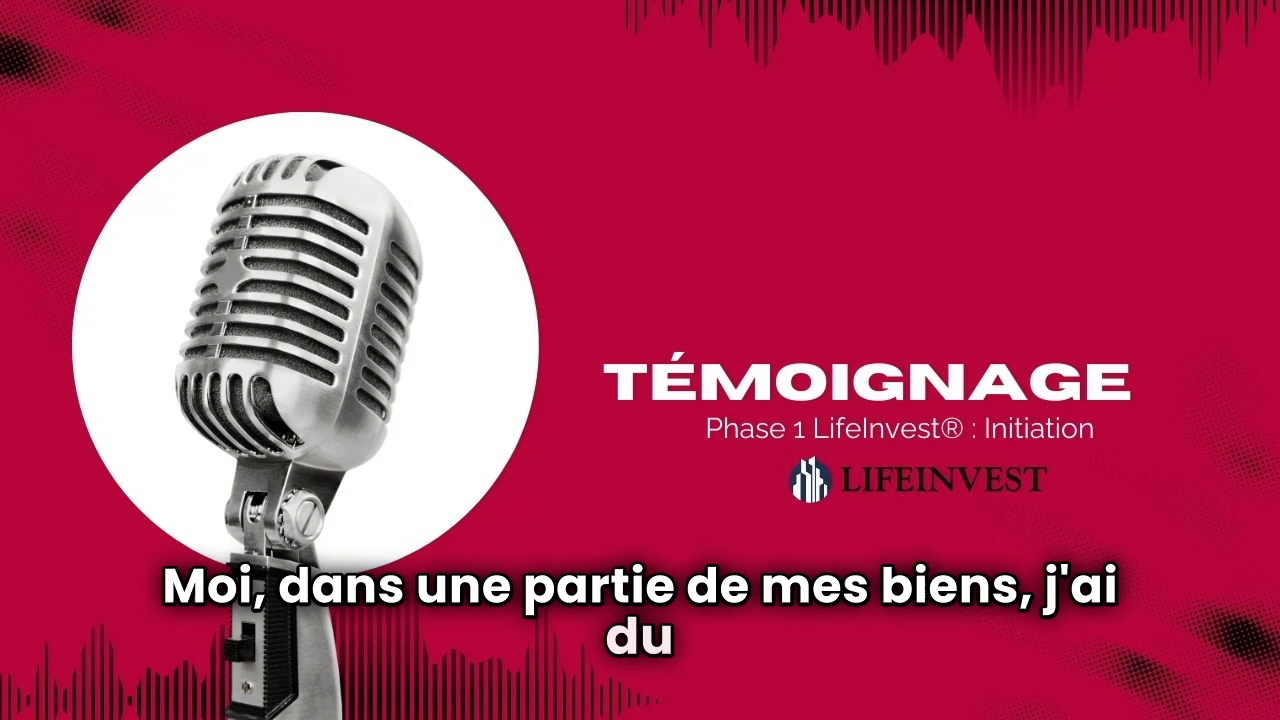 TÉMOIGNAGE
Phase 1 LifeInvest® : Initiation
LIFEINVEST
Moi, dans une partie de mes biens, j'ai
du